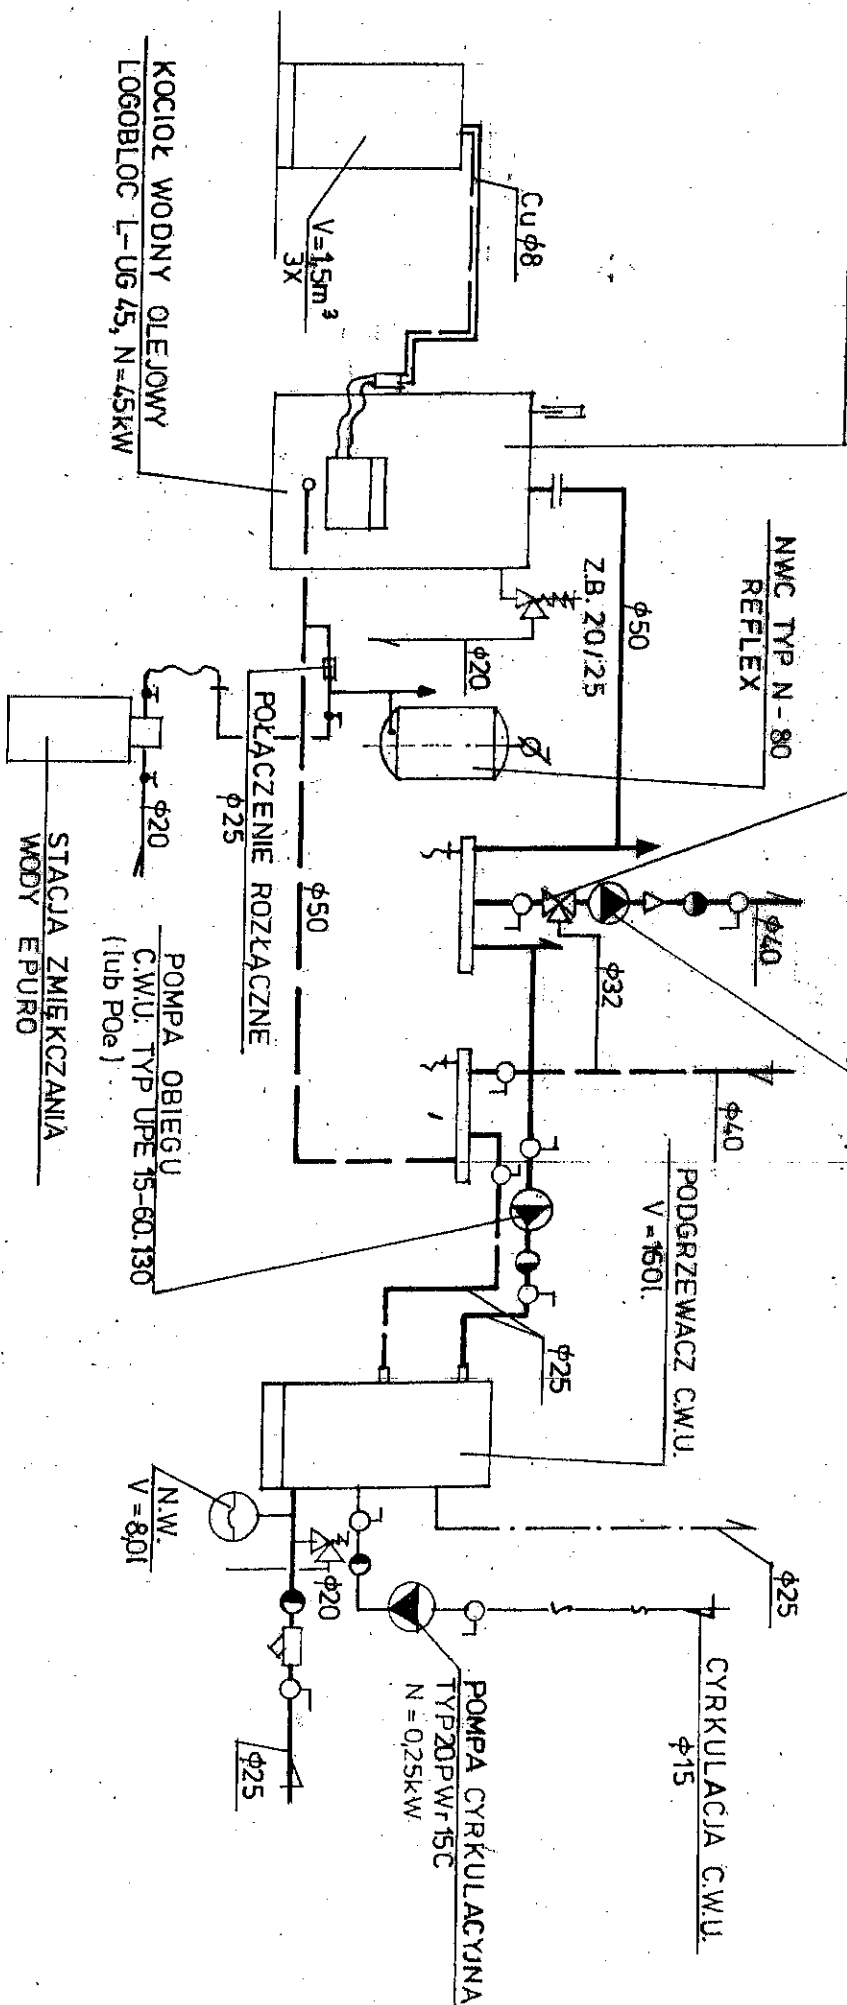 KOCIOŁ WODNY OLEJOWY
LOGOBLOC L-UG 45, N=45kW
V=1,5m³
3X
Cu ϕ8
NWC TYP N-80
REFLEX
Z.B. 20/25
ϕ50
ϕ20
POŁĄCZENIE ROZŁĄCZNE
ϕ25
ϕ20
STACJA ZMIĘKCZANIA
WODY EPURO
ϕ50
POMPA OBIEGU
C.W.U. TYP UPE 15-60.130
(lub POe)
ϕ40
ϕ32
ϕ40
PODGRZEWACZ C.W.U.
V=160l.
ϕ25
N.W.
V=8,0l
ϕ20
ϕ25
ϕ25
CYRKULACJA C.W.U.
ϕ15
POMPA CYRKULACYJNA
TYP 20PWr15C
N=0,25kW